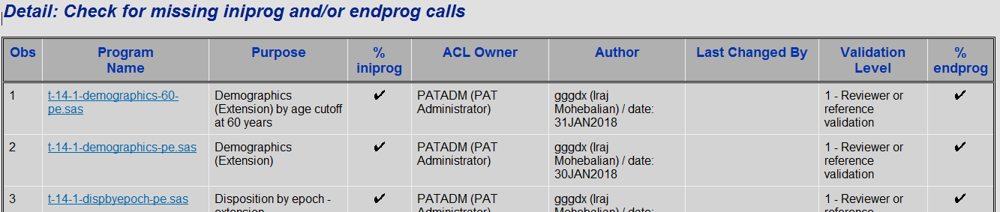 Detail: Check for missing iniprog and/or endprog calls
Obs Program Name Purpose % iniprog ACL Owner Author Last Changed By Validation Level % endprog
1 t-14-1-demographics-60- Demographics ✔ PATADM (PAT gggdx (Iraj 1 - Reviewer or ✔
pe.sas (Extension) by age cutoff Administrator) Mohebalian) / date: reference
at 60 years 31JAN2018 validation
2 t-14-1-demographics-pe.sas Demographics ✔ PATADM (PAT gggdx (Iraj 1 - Reviewer or ✔
(Extension) Administrator) Mohebalian) / date: reference
30JAN2018 validation
3 t-14-1-dispbyepoch-pe.sas Disposition by epoch - ✔ PATADM (PAT gggdx (Iraj 1 - Reviewer or ✔
extension Administrator) Mohebalian) / date: reference